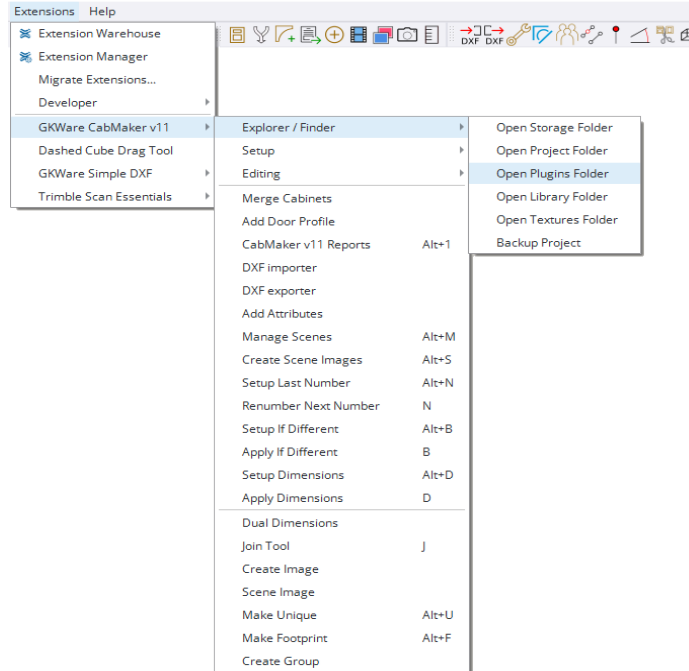 Extensions Help
Extension Warehouse
Extension Manager
Migrate Extensions...
Developer
GKWare CabMaker v11
Dashed Cube Drag Tool
GKWare Simple DXF
Trimble Scan Essentials
DXF DXF
Explorer / Finder
Setup
Editing
Merge Cabinets
Add Door Profile
CabMaker v11 Reports Alt+1
DXF importer
DXF exporter
Add Attributes
Manage Scenes Alt+M
Create Scene Images Alt+S
Setup Last Number Alt+N
Renumber Next Number N
Setup If Different Alt+B
Apply If Different B
Setup Dimensions Alt+D
Apply Dimensions D
Dual Dimensions
Join Tool J
Create Image
Scene Image
Make Unique Alt+U
Make Footprint Alt+F
Create Group
Open Storage Folder
Open Project Folder
Open Plugins Folder
Open Library Folder
Open Textures Folder
Backup Project